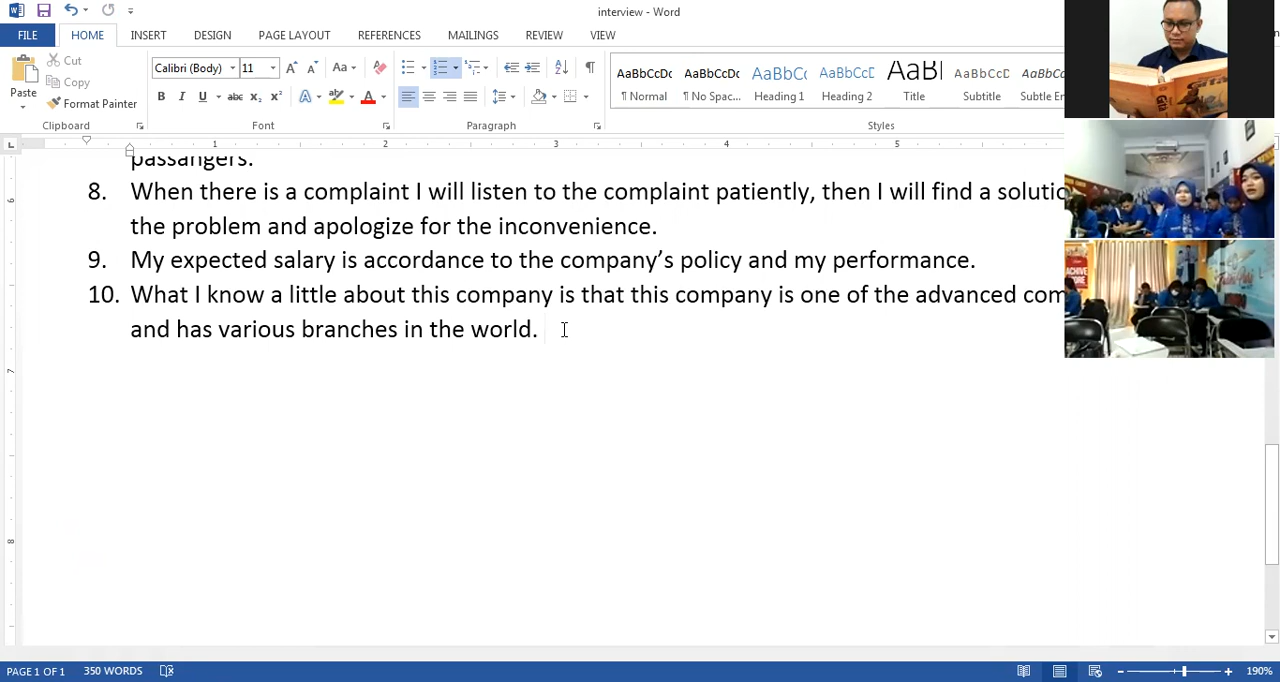 interview - Word
FILE HOME INSERT DESIGN PAGE LAYOUT REFERENCES MAILINGS REVIEW VIEW
Paste Cut
Copy
Format Painter
Calibri (Body) 11
AaBbCcDc AaBbCcDc AaBbCc AaBbCcD AaBl AaBbCcD AaBbCc
¶ Normal ¶ No Spac... Heading 1 Heading 2 Title Subtitle Subtle En
Clipboard Font Paragraph Styles
passangers.
8. When there is a complaint I will listen to the complaint patiently, then I will find a solutio
the problem and apologize for the inconvenience.
9. My expected salary is accordance to the company’s policy and my performance.
10. What I know a little about this company is that this company is one of the advanced com
and has various branches in the world.
PAGE 1 OF 1 350 WORDS 190%